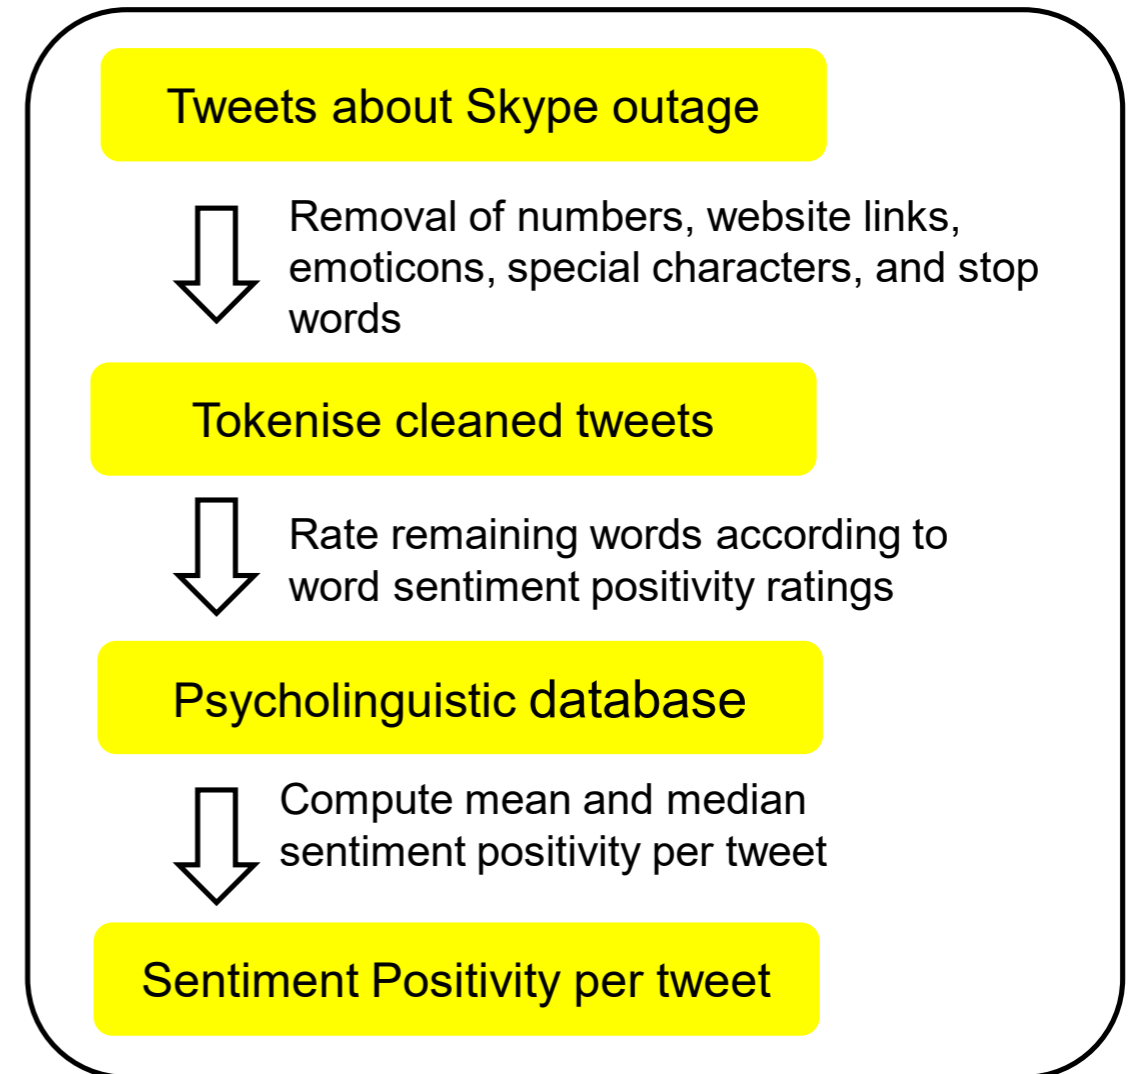 Tweets about Skype outage
Removal of numbers, website links,
emoticons, special characters, and stop
words
Tokenise cleaned tweets
Rate remaining words according to
word sentiment positivity ratings
Psycholinguistic database
Compute mean and median
sentiment positivity per tweet
Sentiment Positivity per tweet